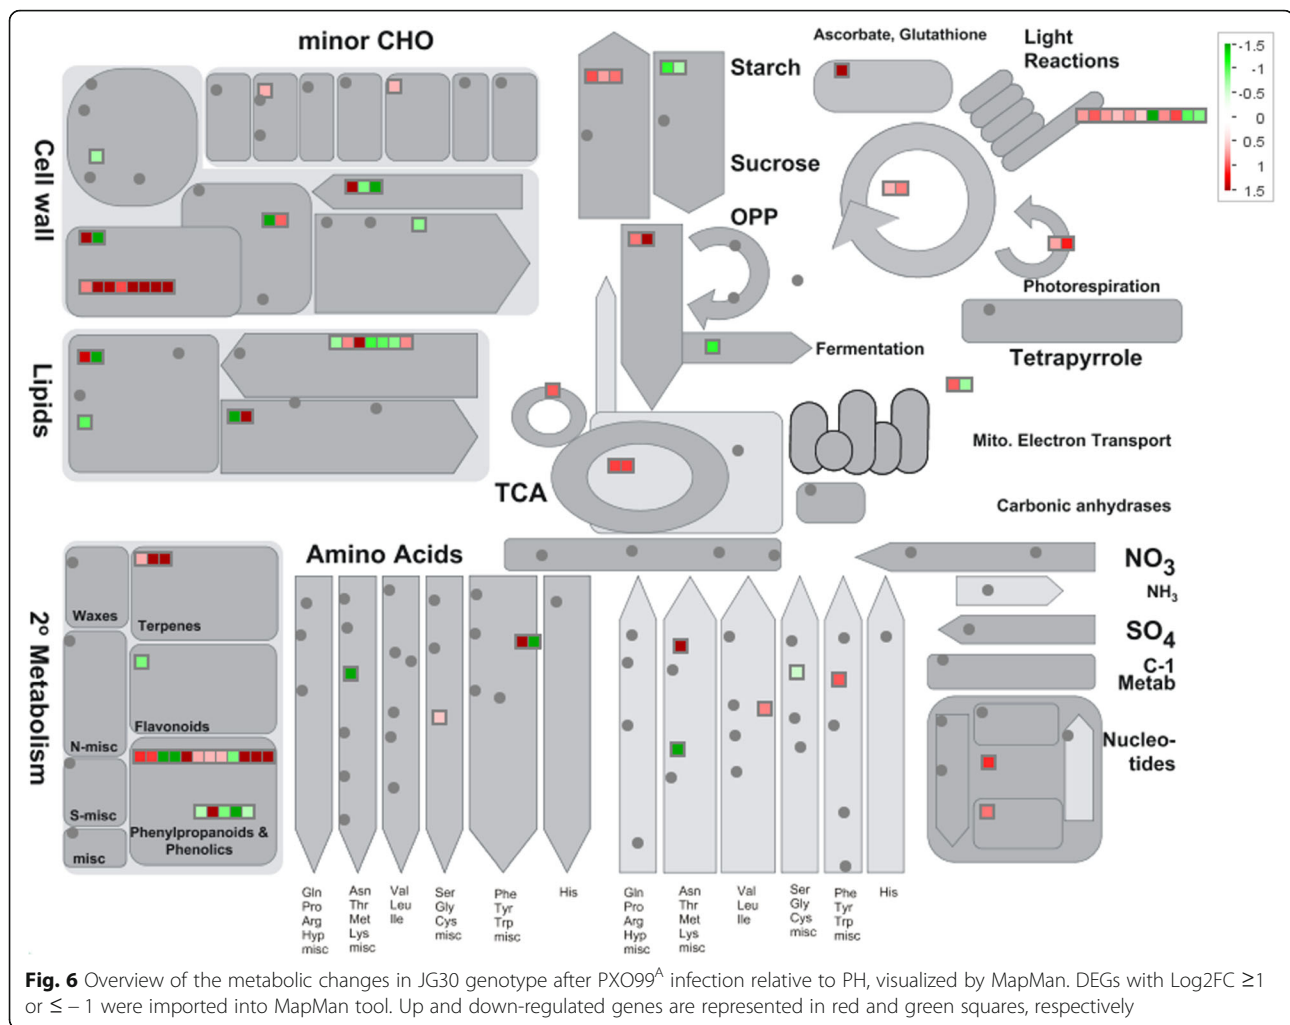 minor CHO
Ascorbate, Glutathione
Light
Reactions
Starch
Sucrose
OPP
-1.5
-1
-0.5
0
0.5
1
1.5
Cell wall
Photorespiration
Tetrapyrrole
Fermentation
Lipids
Mito. Electron Transport
TCA
Carbonic anhydrases
Amino Acids
NO3
NH3
SO4
C-1
Metab
Nucleo-
tides
2º Metabolism
Waxes
Terpenes
Flavonoids
N-misc
S-misc
Phenylpropanoids &
Phenolics
misc
Gln
Pro
Arg
Hyp
misc
Asn
Thr
Met
Lys
misc
Val
Leu
Ile
Ser
Gly
Cys
misc
Phe
Tyr
Trp
misc
His
Gln
Pro
Arg
Hyp
misc
Asn
Thr
Met
Lys
misc
Val
Leu
Ile
Ser
Gly
Cys
misc
Phe
Tyr
Trp
misc
His
Fig. 6 Overview of the metabolic changes in JG30 genotype after PXO99A infection relative to PH, visualized by MapMan. DEGs with Log2FC ≥1
or ≤ − 1 were imported into MapMan tool. Up and down-regulated genes are represented in red and green squares, respectively